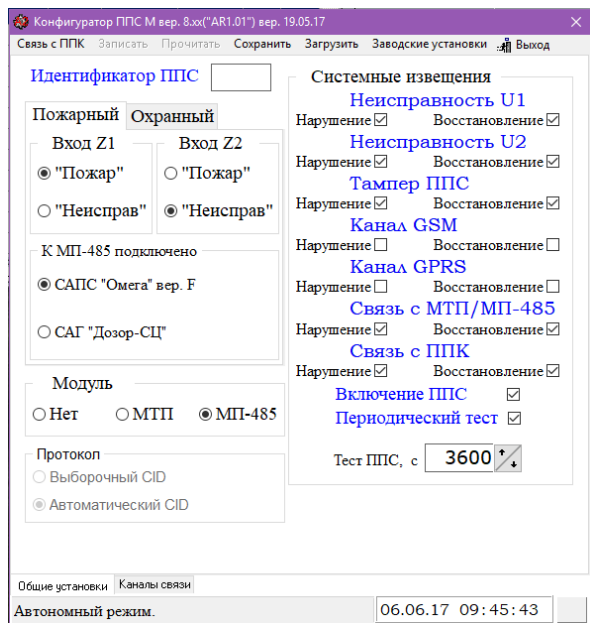 Конфигуратор ППС М вер. 8.xx("AR1.01") вер. 19.05.17
Связь с ППК Записать Прочитать Сохранить Загрузить Заводские установки Выход
Идентификатор ППС
Пожарный Охранный
Вход Z1 Вход Z2
"Пожар" "Пожар"
"Неисправ" "Неисправ"
К МП-485 подключено
САПС "Омега" вер. F
САГ "Дозор-СЦ"
Модуль
Нет МТП МП-485
Протокол
Выборочный CID
Автоматический CID
Системные извещения
Неисправность U1
Нарушение Восстановление
Неисправность U2
Нарушение Восстановление
Тампер ППС
Нарушение Восстановление
Канал GSM
Нарушение Восстановление
Канал GPRS
Нарушение Восстановление
Связь с МТП/МП-485
Нарушение Восстановление
Связь с ППК
Нарушение Восстановление
Включение ППС
Периодический тест
Тест ППС, с 3600
Общие установки Каналы связи
Автономный режим. 06.06.17 09:45:43